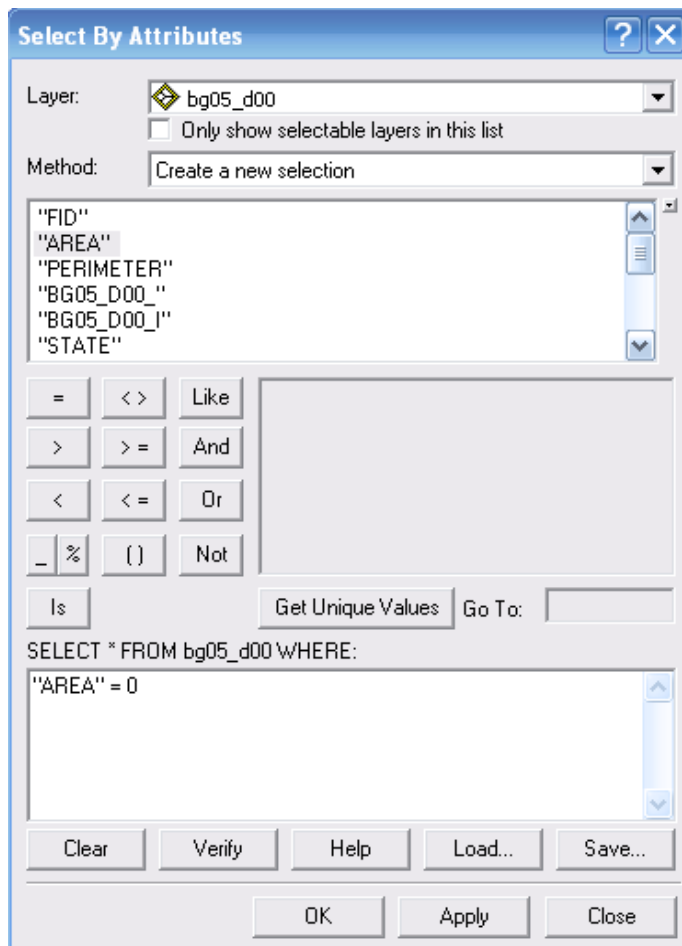 Select By Attributes ? X
Layer: bg05_d00
Only show selectable layers in this list
Method: Create a new selection
"FID"
"AREA"
"PERIMETER"
"BG05_D00_"
"BG05_D00_I"
"STATE"
= < > Like
> > = And
< < = Or
_ % ( ) Not
Is Get Unique Values Go To:
SELECT * FROM bg05_d00 WHERE:
"AREA" = 0
Clear Verify Help Load... Save...
OK Apply Close